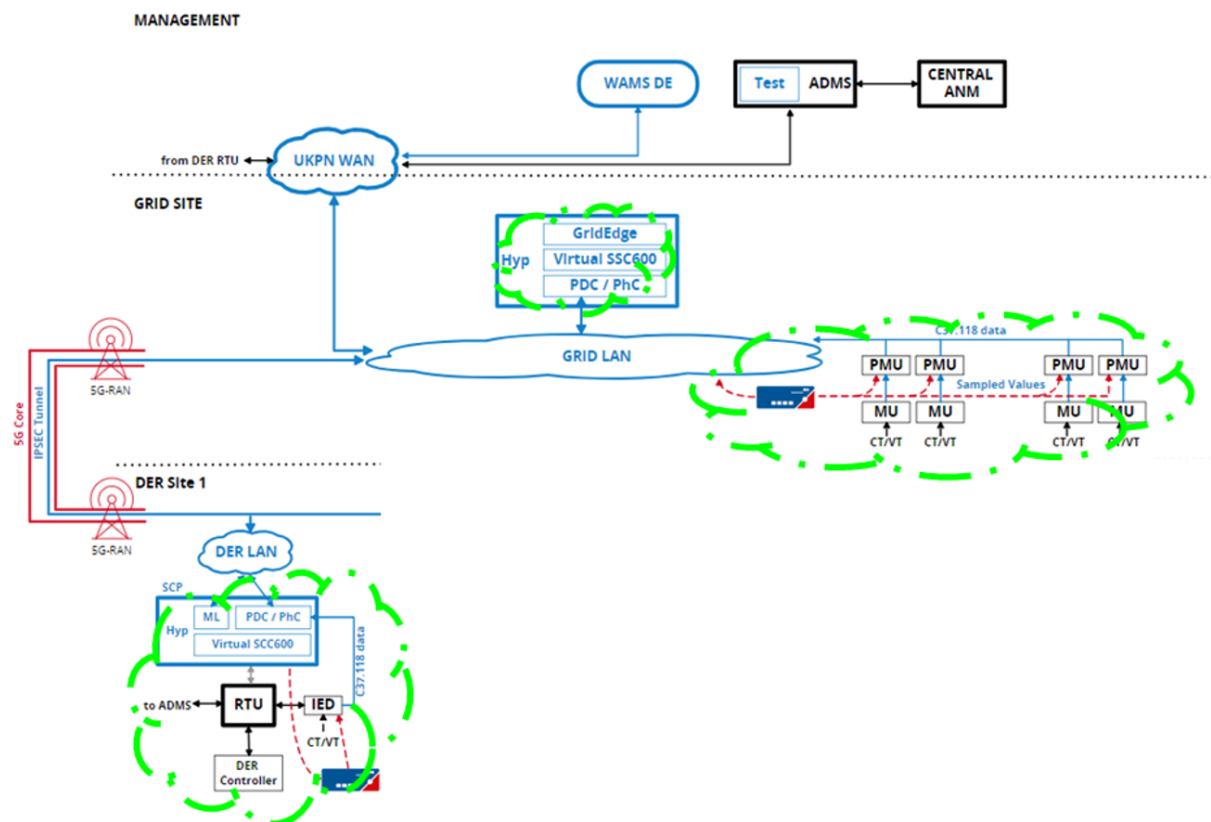 MANAGEMENT
WAMS DE
Test
ADMS
CENTRAL
ANM
from DER RTU
UKPN WAN
GRID SITE
GridEdge
Hyp
Virtual SSC600
PDC / PhC
GRID LAN
C37.118 data
PMU
PMU
PMU
PMU
Sampled Values
MU
MU
MU
MU
CT/VT
CT/VT
CT/VT
CT/VT
5G-RAN
5G Core
IPSEC Tunnel
DER Site 1
5G-RAN
DER LAN
SCP
ML
PDC / PhC
Hyp
Virtual SCC600
C37.118 data
to ADMS
RTU
IED
CT/VT
DER
Controller